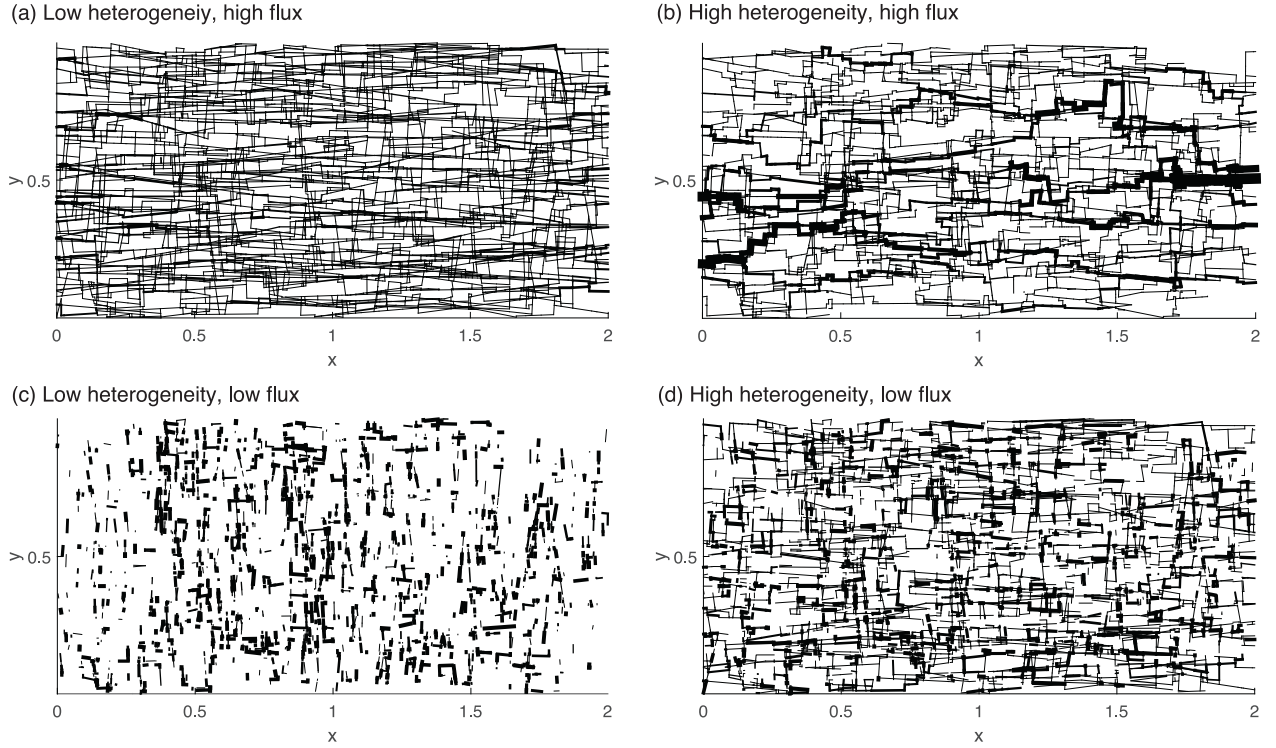 (a) Low heterogeneiy, high flux
(b) High heterogeneity, high flux
y
0.5
y
0.5
0 0.5 1 1.5 2
0 0.5 1 1.5 2
x
x
(c) Low heterogeneity, low flux
(d) High heterogeneity, low flux
y
0.5
y
0.5
0 0.5 1 1.5 2
0 0.5 1 1.5 2
x
x